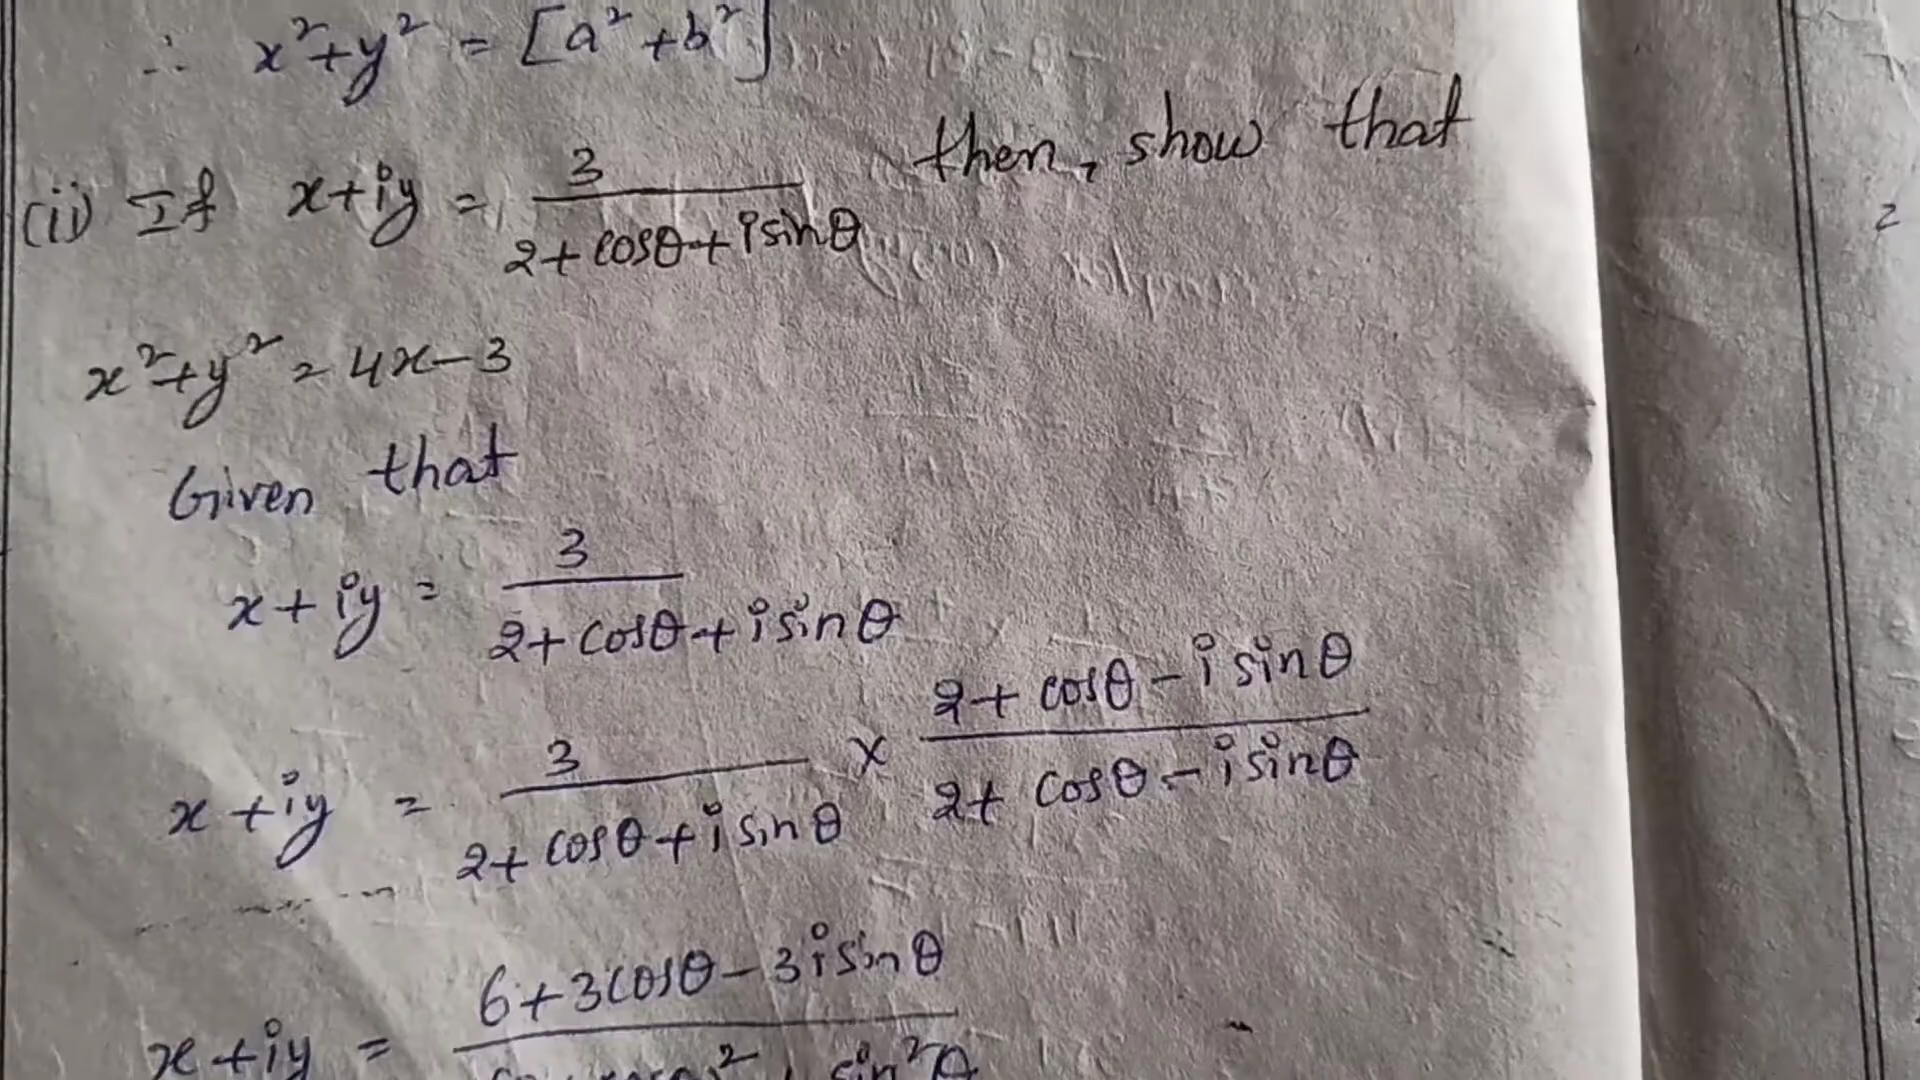 ∴ x²+y² = [a²+b²]
(ii) If x+iy = 3/(2+cosθ+isinθ) then, show that
x²+y² = 4x-3
Given that
x+iy = 3/(2+cosθ+isinθ)
x+iy = 3/(2+cosθ+isinθ) × (2+cosθ-isinθ)/(2+cosθ-isinθ)
6+3cosθ-3isinθ
x+iy =